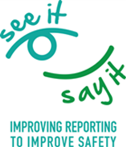 see it
say it
IMPROVING REPORTING
TO IMPROVE SAFETY